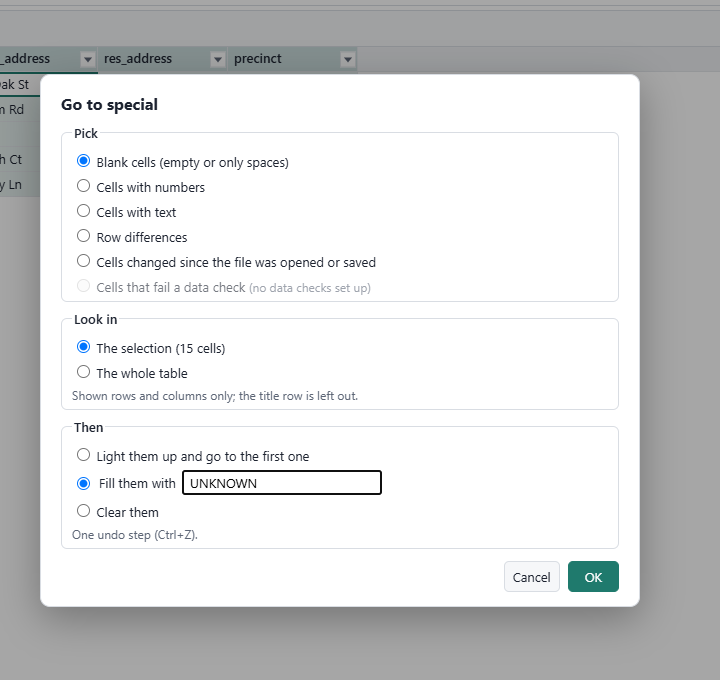 _address res_address precinct
ak St
n Rd
h Ct
y Ln
Go to special
Pick
Blank cells (empty or only spaces)
Cells with numbers
Cells with text
Row differences
Cells changed since the file was opened or saved
Cells that fail a data check (no data checks set up)
Look in
The selection (15 cells)
The whole table
Shown rows and columns only; the title row is left out.
Then
Light them up and go to the first one
Fill them with UNKNOWN
Clear them
One undo step (Ctrl+Z).
Cancel OK